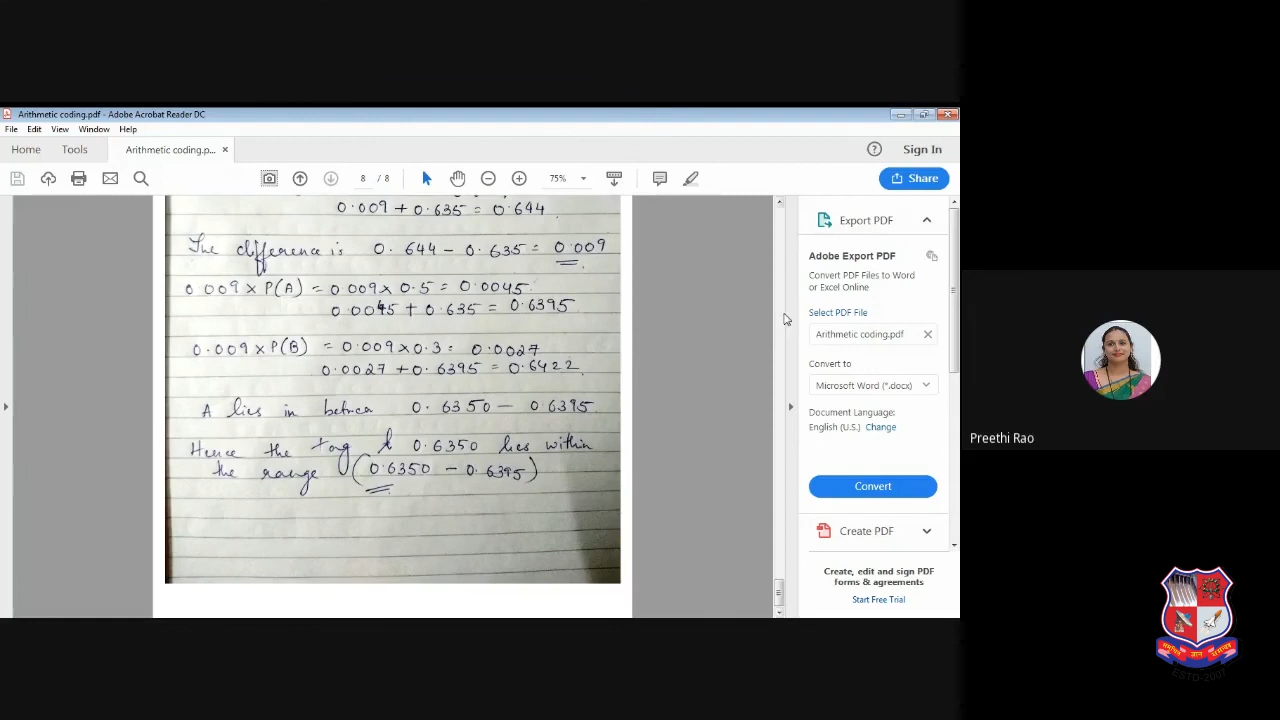 Arithmetic coding.pdf - Adobe Acrobat Reader DC
File Edit View Window Help
Home Tools Arithmetic coding.p... × Sign In
8 / 8 75% Share
0.009 + 0.635 = 0.644
The difference is 0.644 - 0.635 = 0.009
0.009 x P(A) = 0.009 x 0.5 = 0.0045
0.0045 + 0.635 = 0.6395
0.009 x P(B) = 0.009 x 0.3 = 0.0027
0.0027 + 0.6395 = 0.6422
A lies in 0.6350 - 0.6395
Hence the 0.6350 lies within
the range (0.6350 - 0.6395)
Export PDF
Adobe Export PDF
Convert PDF Files to Word
or Excel Online
Select PDF File
Arithmetic coding.pdf ×
Convert to
Microsoft Word (*.docx)
Document Language:
English (U.S.) Change
Convert
Create PDF
Create, edit and sign PDF
forms & agreements
Start Free Trial
Preethi Rao
ESTD-2007